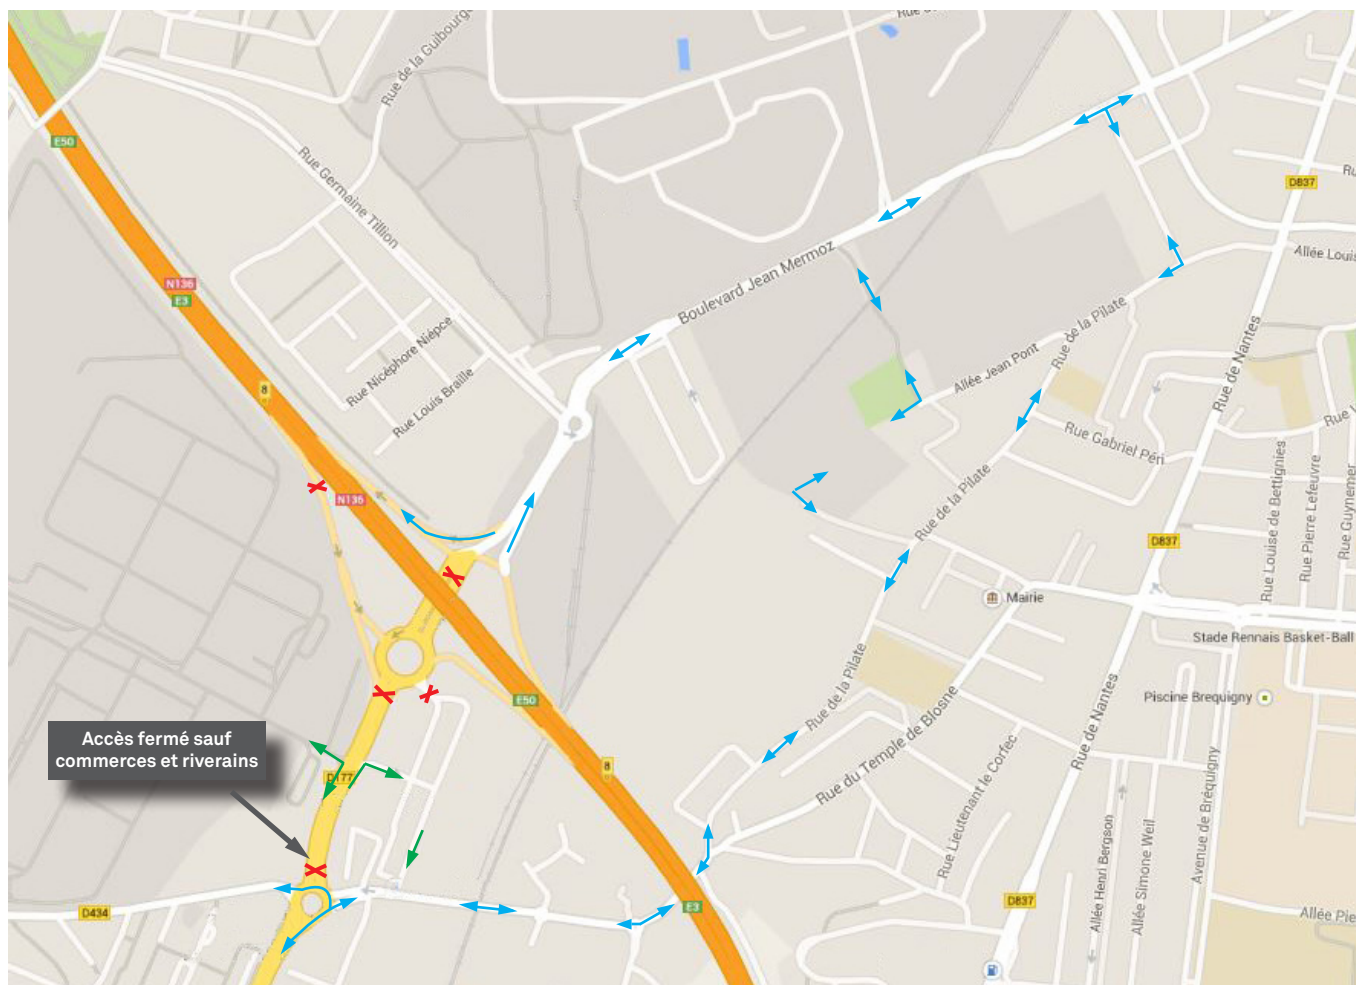 Rue de la Guibourg
E50
Rue Germaine Tillion
D837
Allée Louis
Boulevard Jean Mermoz
N136
E3
Rue de la Pilate
Rue Nicéphore Niépce
Allée Jean Pont
Rue de Nantes
8
Rue Louis Braille
Rue Gabriel Péri
N136
Rue de la Pilate
Rue Louise de Bettignies
Rue Pierre Lefeuvre
Rue Guynemer
D837
Mairie
Stade Rennais Basket-Ball
Rue de la Pilate
E50
Piscine Brequigny
Rue de Nantes
Accès fermé sauf
commerces et riverains
D177
8
Rue du Temple de Blosne
Rue Lieutenant le Corfec
Avenue de Bréquigny
Allée Henri Bergson
Allée Simone Weil
D434
E3
D837
Allée Pie